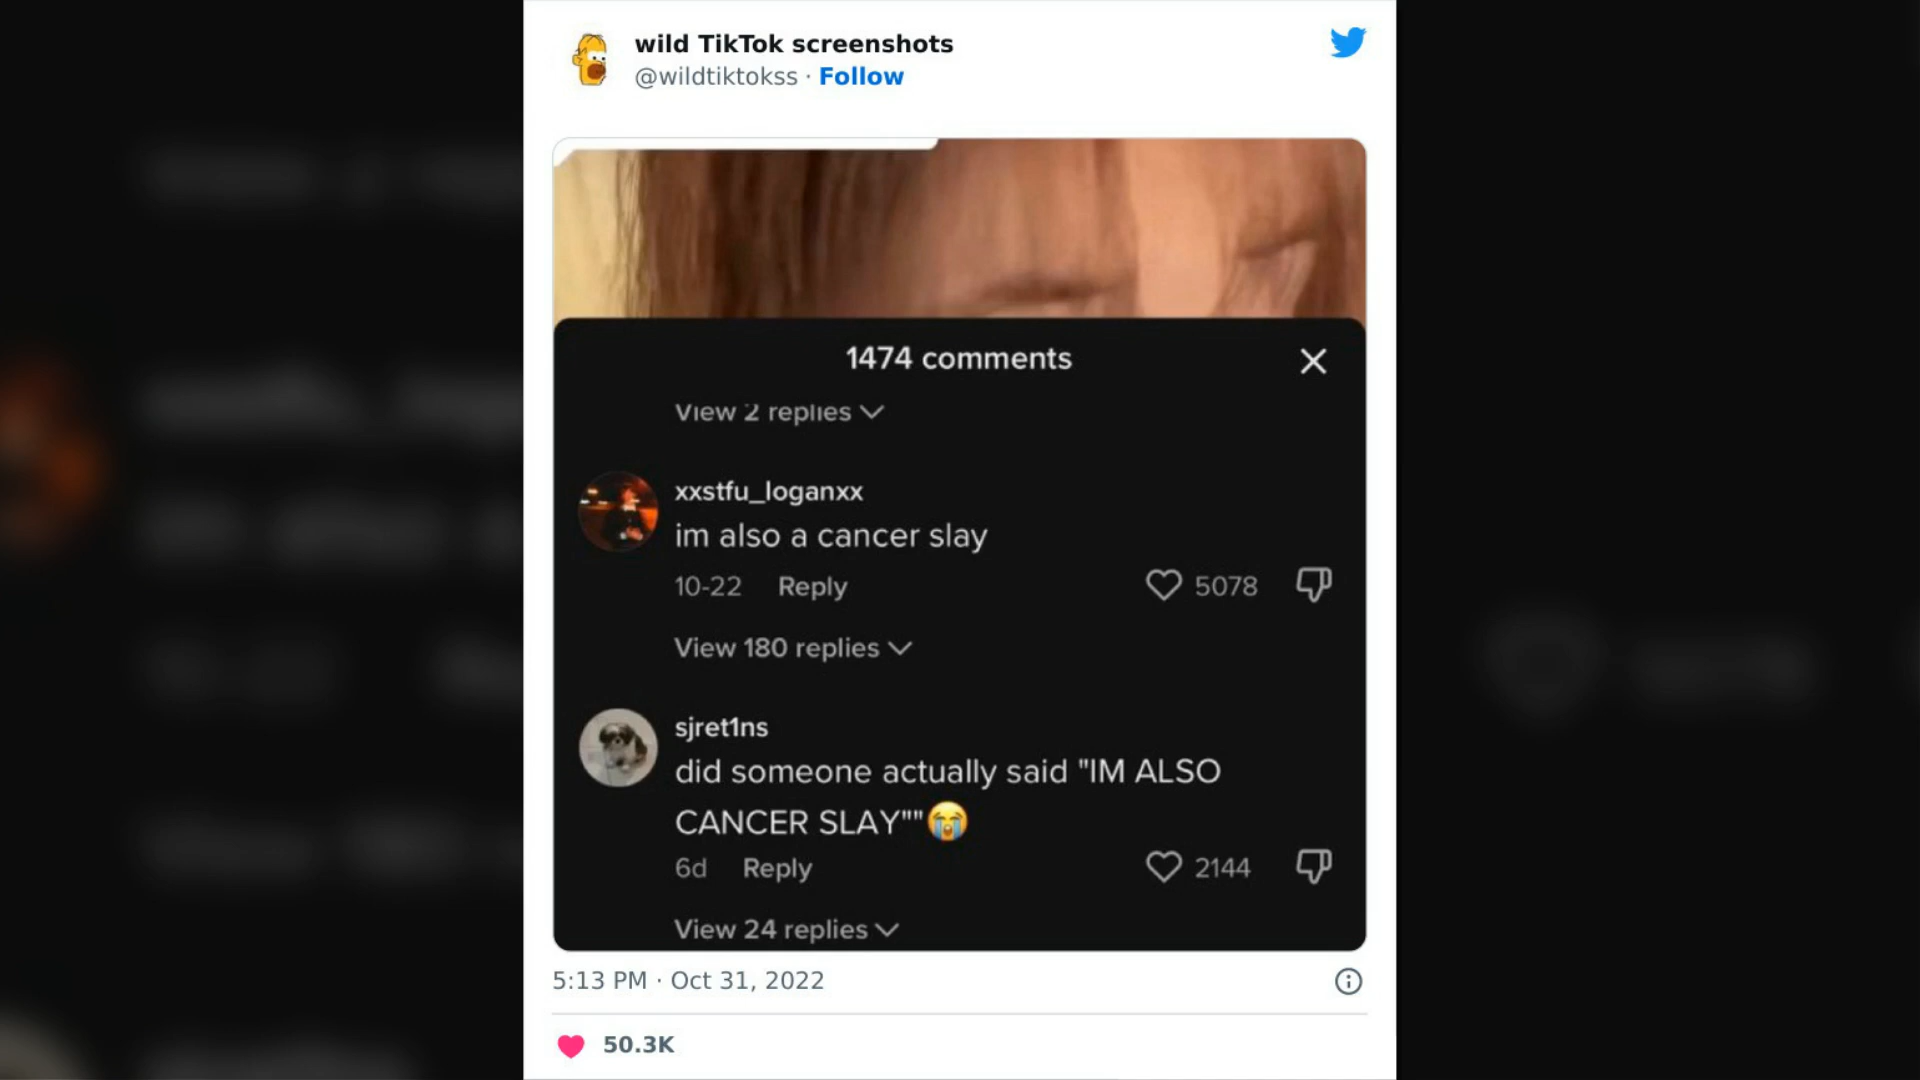 wild TikTok screenshots
@wildtiktokss · Follow
1474 comments
View 2 replies
xxstfu_loganxx
im also a cancer slay
10-22 Reply 5078
View 180 replies
sjret1ns
did someone actually said "IM ALSO
CANCER SLAY""😭
6d Reply 2144
View 24 replies
5:13 PM · Oct 31, 2022
50.3K